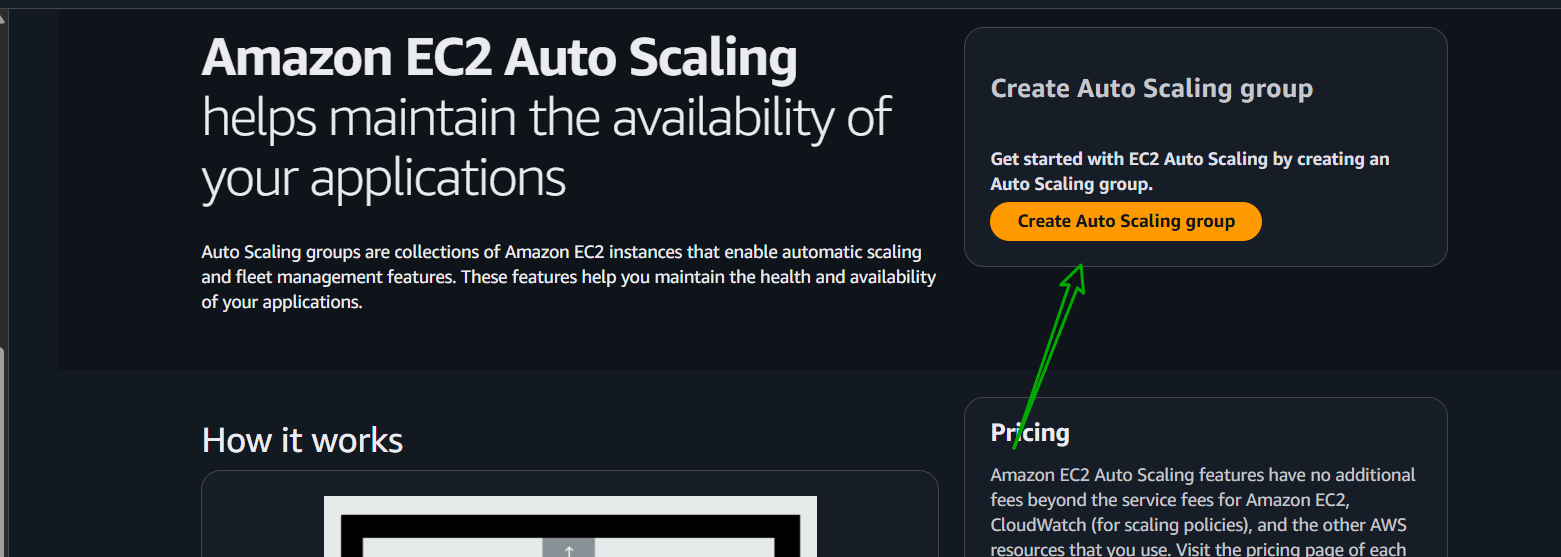 Amazon EC2 Auto Scaling
helps maintain the availability of
your applications
Auto Scaling groups are collections of Amazon EC2 instances that enable automatic scaling
and fleet management features. These features help you maintain the health and availability
of your applications.
Create Auto Scaling group
Get started with EC2 Auto Scaling by creating an
Auto Scaling group.
Create Auto Scaling group
How it works
Pricing
Amazon EC2 Auto Scaling features have no additional
fees beyond the service fees for Amazon EC2,
CloudWatch (for scaling policies), and the other AWS
resources that you use. Visit the pricing page of each